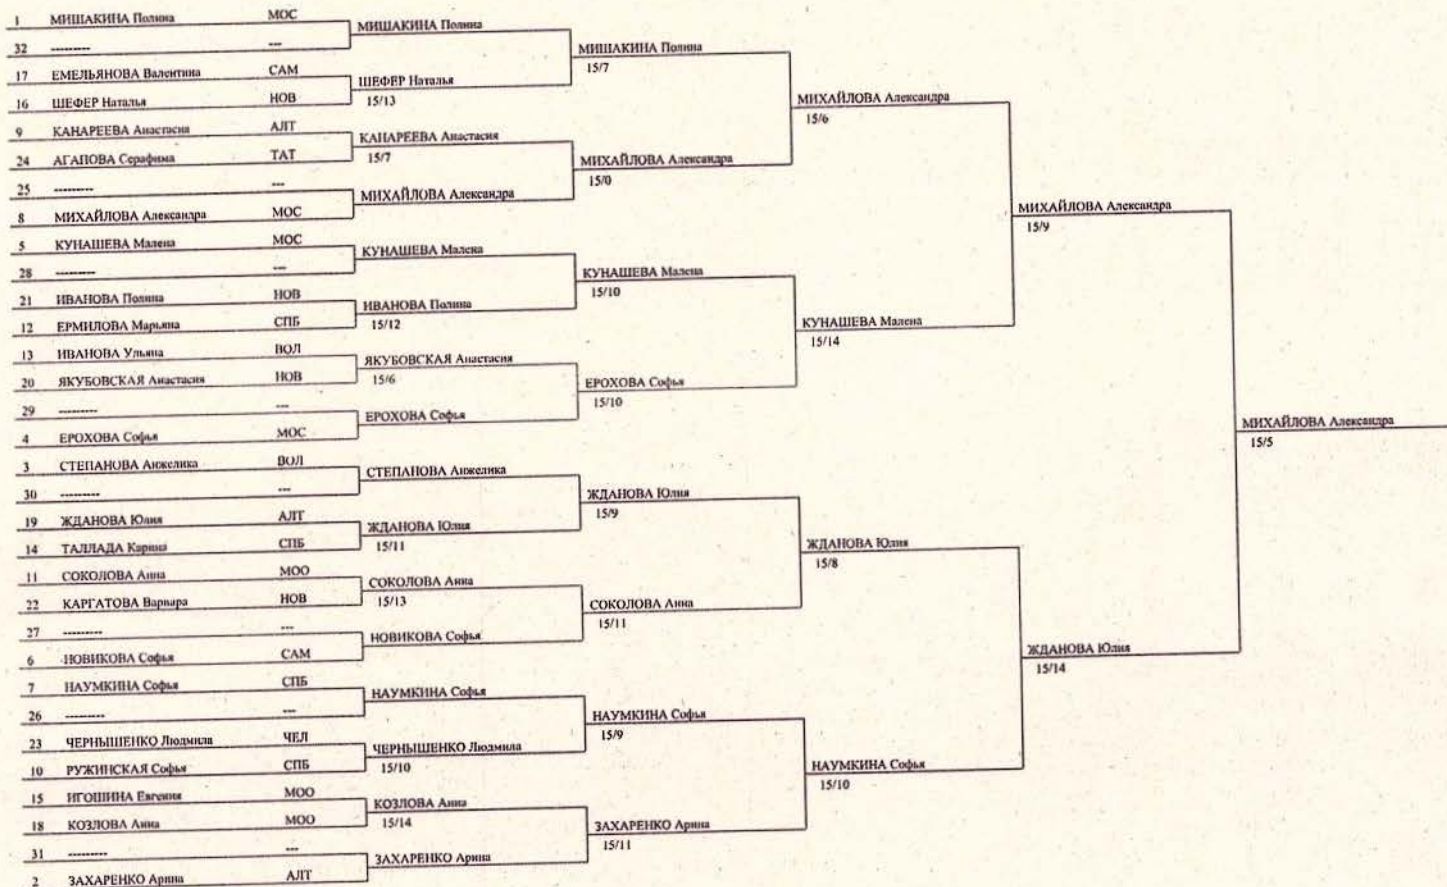 1 МИШАКИНА Полина МОС
32 --------- ---
17 ЕМЕЛЬЯНОВА Валентина САМ
16 ШЕФЕР Наталья НОВ
9 КАНАРЕЕВА Анастасия АЛТ
24 АГАПОВА Серафима ТАТ
25 --------- ---
8 МИХАЙЛОВА Александра МОС
5 КУНАШЕВА Малена МОС
28 --------- ---
21 ИВАНОВА Полина НОВ
12 ЕРМИЛОВА Марьяна СПБ
13 ИВАНОВА Ульяна ВОЛ
20 ЯКУБОВСКАЯ Анастасия НОВ
29 --------- ---
4 ЕРОХОВА Софья МОС
3 СТЕПАНОВА Анжелика ВОЛ
30 --------- ---
19 ЖДАНОВА Юлия АЛТ
14 ТАЛЛАДА Карина СПБ
11 СОКОЛОВА Анна МОО
22 КАРГАТОВА Варвара НОВ
27 --------- ---
6 НОВИКОВА Софья САМ
7 НАУМКИНА Софья СПБ
26 --------- ---
23 ЧЕРНЫШЕНКО Людмила ЧЕЛ
10 РУЖИНСКАЯ Софья СПБ
15 ИГОШИНА Евгения МОО
18 КОЗЛОВА Анна МОО
31 --------- ---
2 ЗАХАРЕНКО Арина АЛТ
МИШАКИНА Полина
ШЕФЕР Наталья
15/13
КАНАРЕЕВА Анастасия
15/7
МИХАЙЛОВА Александра
КУНАШЕВА Малена
ИВАНОВА Полина
15/12
ЯКУБОВСКАЯ Анастасия
15/6
ЕРОХОВА Софья
СТЕПАНОВА Анжелика
ЖДАНОВА Юлия
15/11
СОКОЛОВА Анна
15/13
НОВИКОВА Софья
НАУМКИНА Софья
ЧЕРНЫШЕНКО Людмила
15/10
КОЗЛОВА Анна
15/14
ЗАХАРЕНКО Арина
МИШАКИНА Полина
15/7
МИХАЙЛОВА Александра
15/0
КУНАШЕВА Малена
15/10
ЕРОХОВА Софья
15/10
ЖДАНОВА Юлия
15/9
СОКОЛОВА Анна
15/11
НАУМКИНА Софья
15/9
ЗАХАРЕНКО Арина
15/11
МИХАЙЛОВА Александра
15/6
КУНАШЕВА Малена
15/14
ЖДАНОВА Юлия
15/8
НАУМКИНА Софья
15/10
МИХАЙЛОВА Александра
15/9
ЖДАНОВА Юлия
15/14
МИХАЙЛОВА Александра
15/5